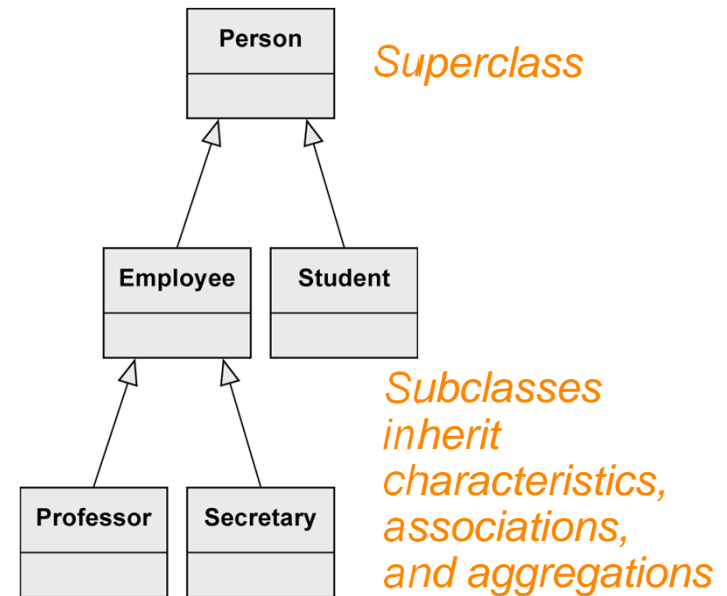 Person
Superclass
Employee
Student
Subclasses
inherit
characteristics,
associations,
and aggregations
Professor
Secretary